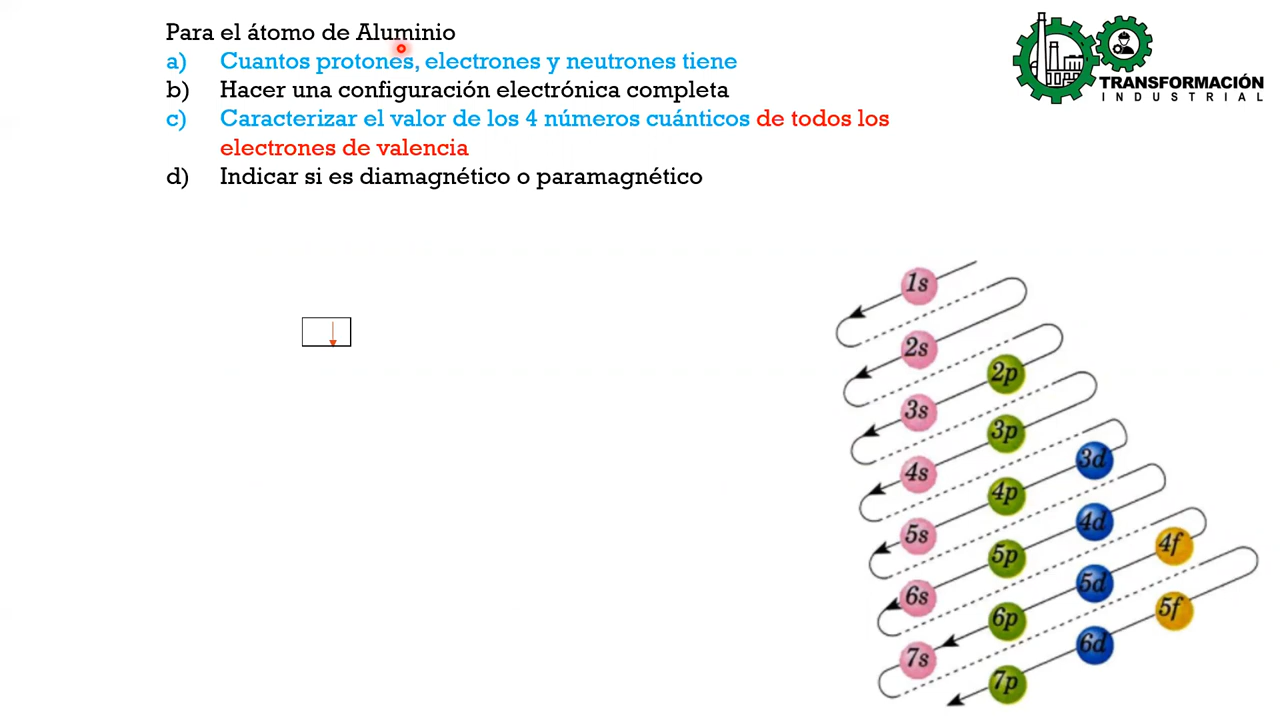 Para el átomo de Aluminio
a) Cuantos protones, electrones y neutrones tiene
b) Hacer una configuración electrónica completa
c) Caracterizar el valor de los 4 números cuánticos de todos los
electrones de valencia
d) Indicar si es diamagnético o paramagnético
TRANSFORMACIÓN
INDUSTRIAL
1s
2s
2p
3s
3p
3d
4s
4p
4d
4f
5s
5p
5d
5f
6s
6p
6d
7s
7p